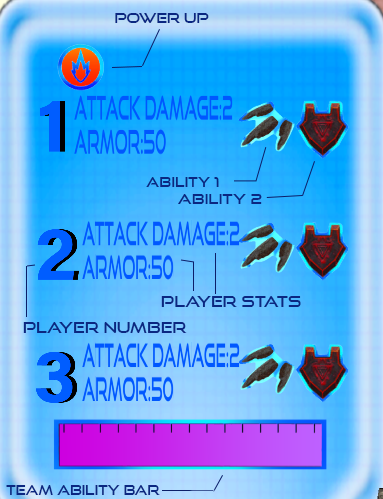 POWER UP
1 ATTACK DAMAGE:2
ARMOR:50
ABILITY 1
ABILITY 2
2 ATTACK DAMAGE:2
ARMOR:50
PLAYER STATS
PLAYER NUMBER
3 ATTACK DAMAGE:2
ARMOR:50
TEAM ABILITY BAR